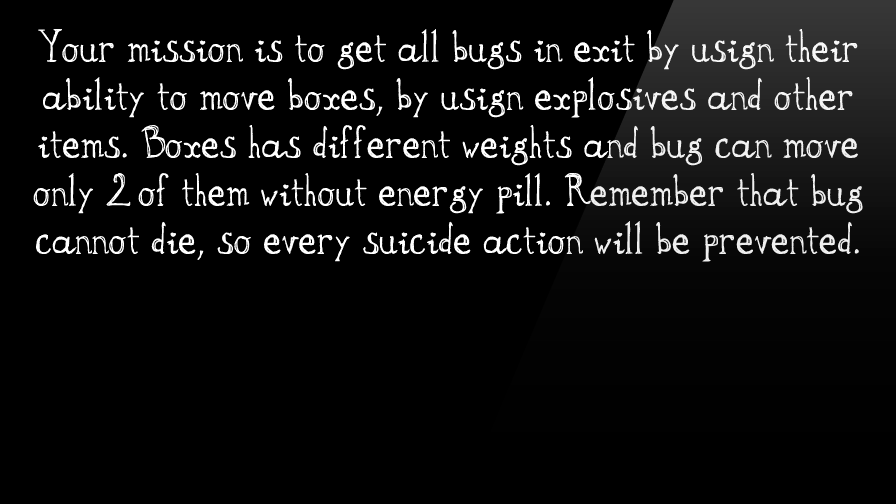 Your mission is to get all bugs in exit by usign their
ability to move boxes, by usign explosives and other
items. Boxes has different weights and bug can move
only 2 of them without energy pill. Remember that bug
cannot die, so every suicide action will be prevented.